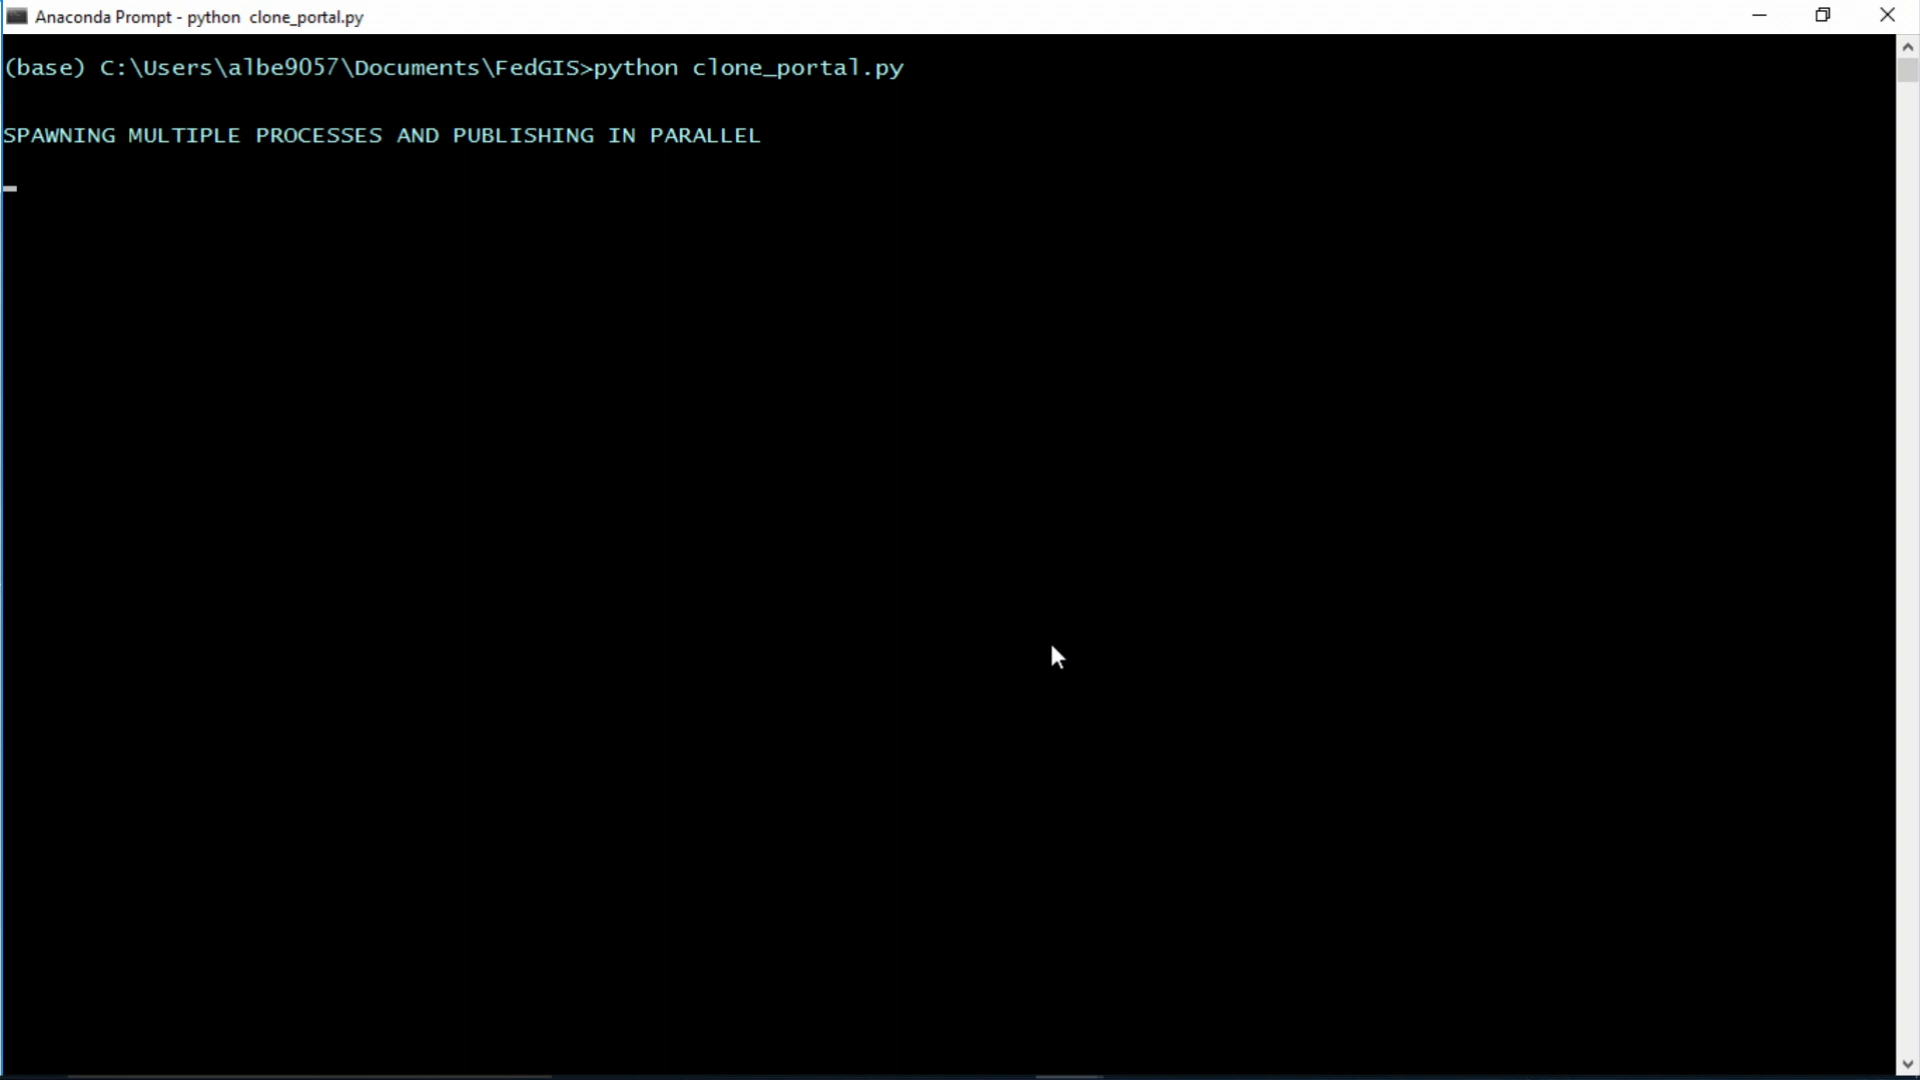 Anaconda Prompt - python  clone_portal.py
(base) C:\Users\albe9057\Documents\FedGIS>python clone_portal.py
SPAWNING MULTIPLE PROCESSES AND PUBLISHING IN PARALLEL